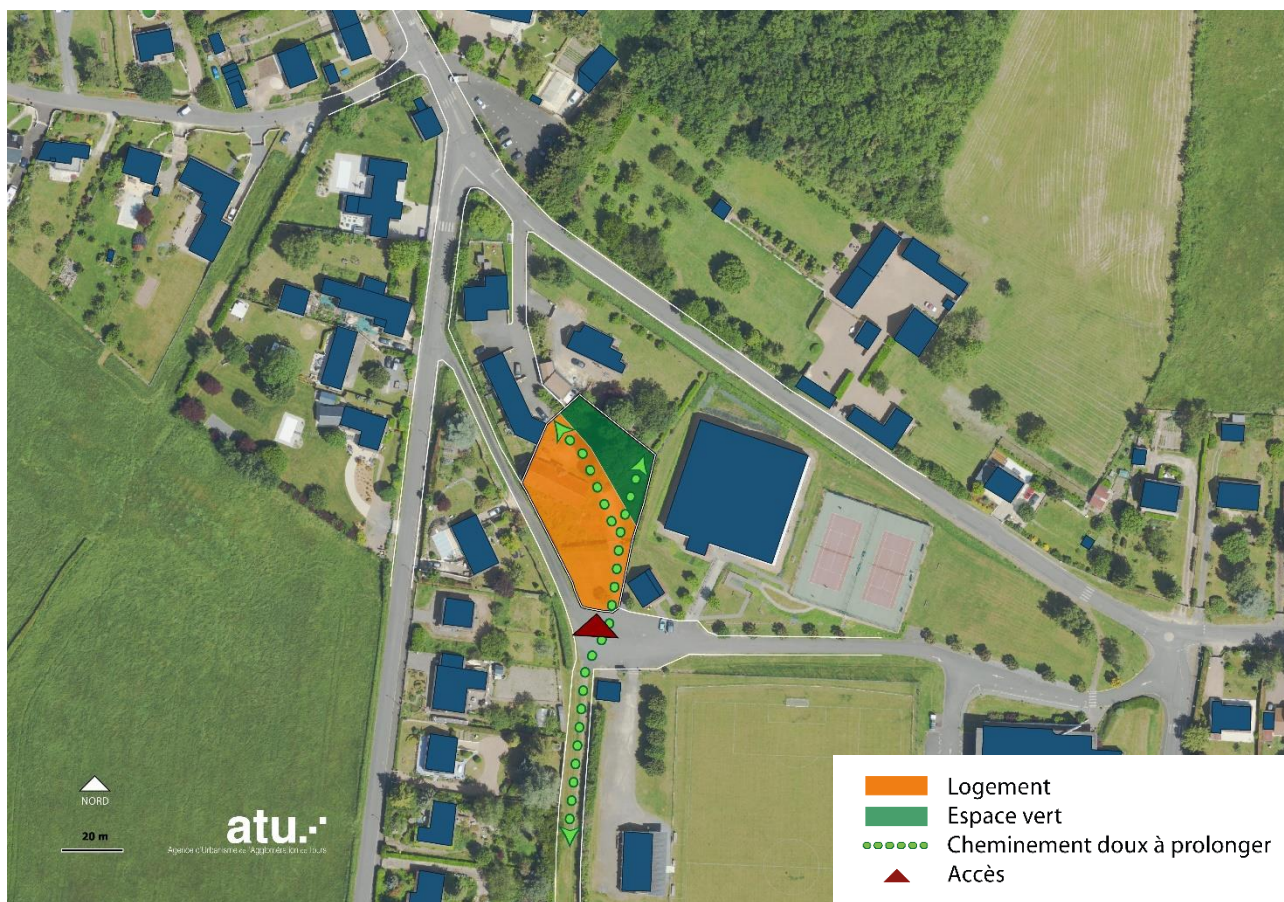 NORD
20 m
atu.
Agence d'Urbanisme de l'Agglomération de Tours
Logement
Espace vert
Cheminement doux à prolonger
Accès